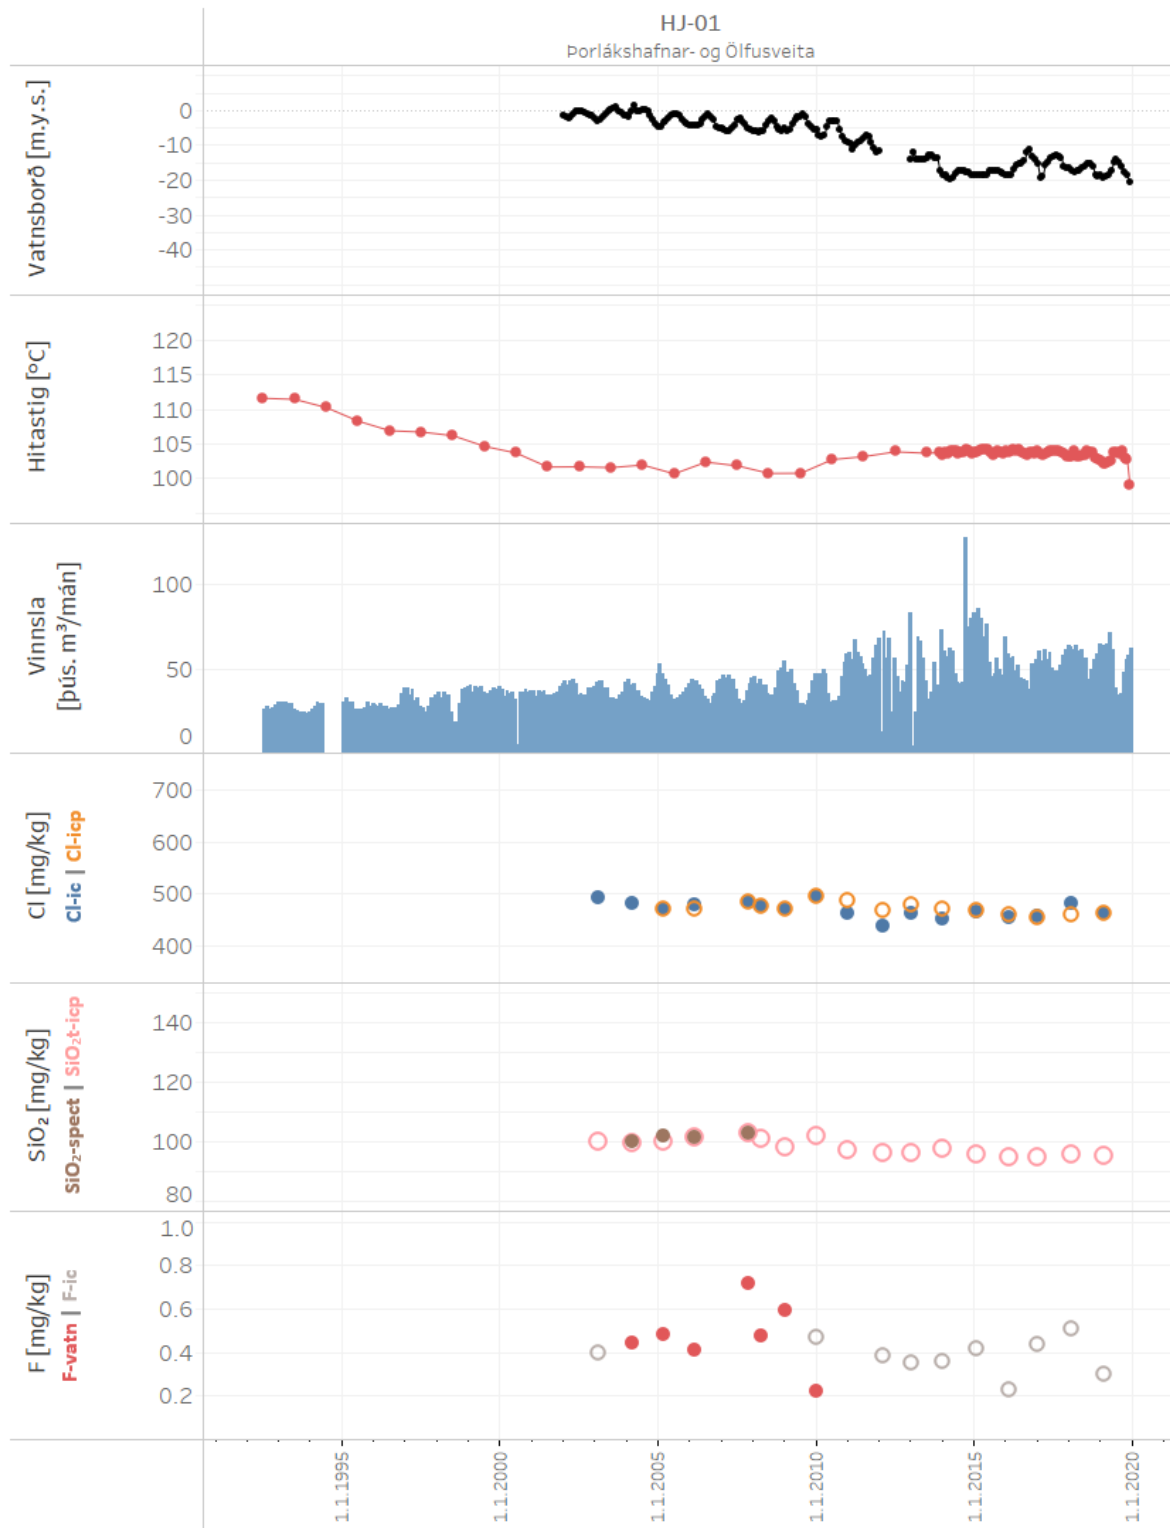 HJ-01
Þorlákshafnar- og Ölfusveita
Vatnsborð [m.y.s.]
0
-10
-20
-30
-40
Hitastig [°C]
120
115
110
105
100
Vinnsla
[þús. m³/mán]
100
50
0
Cl [mg/kg]
Cl-ic | Cl-icp
700
600
500
400
SiO₂ [mg/kg]
SiO₂-spect | SiO₂t-icp
140
120
100
80
F [mg/kg]
F-vatn | F-ic
1.0
0.8
0.6
0.4
0.2
1.1.1995
1.1.2000
1.1.2005
1.1.2010
1.1.2015
1.1.2020